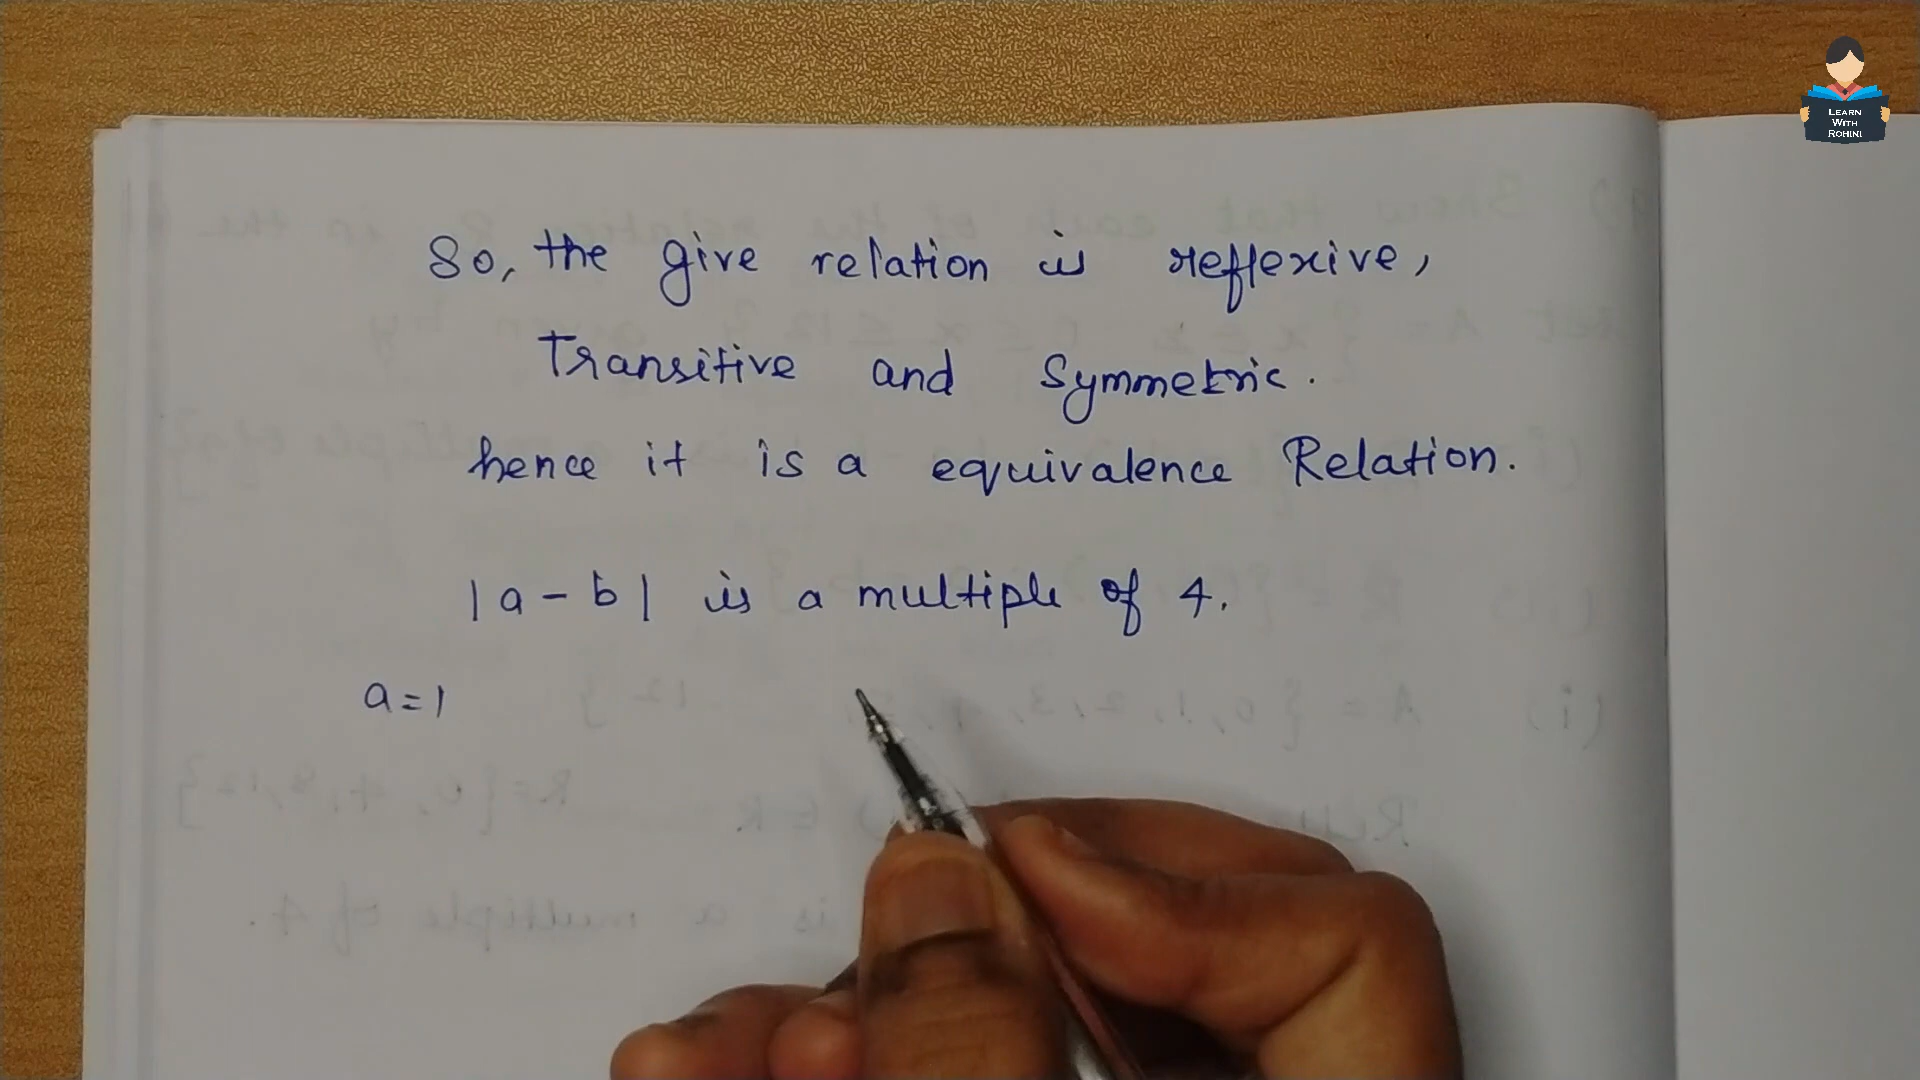 LEARN
WITH
ROHINI
So, the give relation is reflexive,
Transitive and Symmetric.
hence it is a equivalence Relation.
|a - b| is a multiple of 4.
a = 1